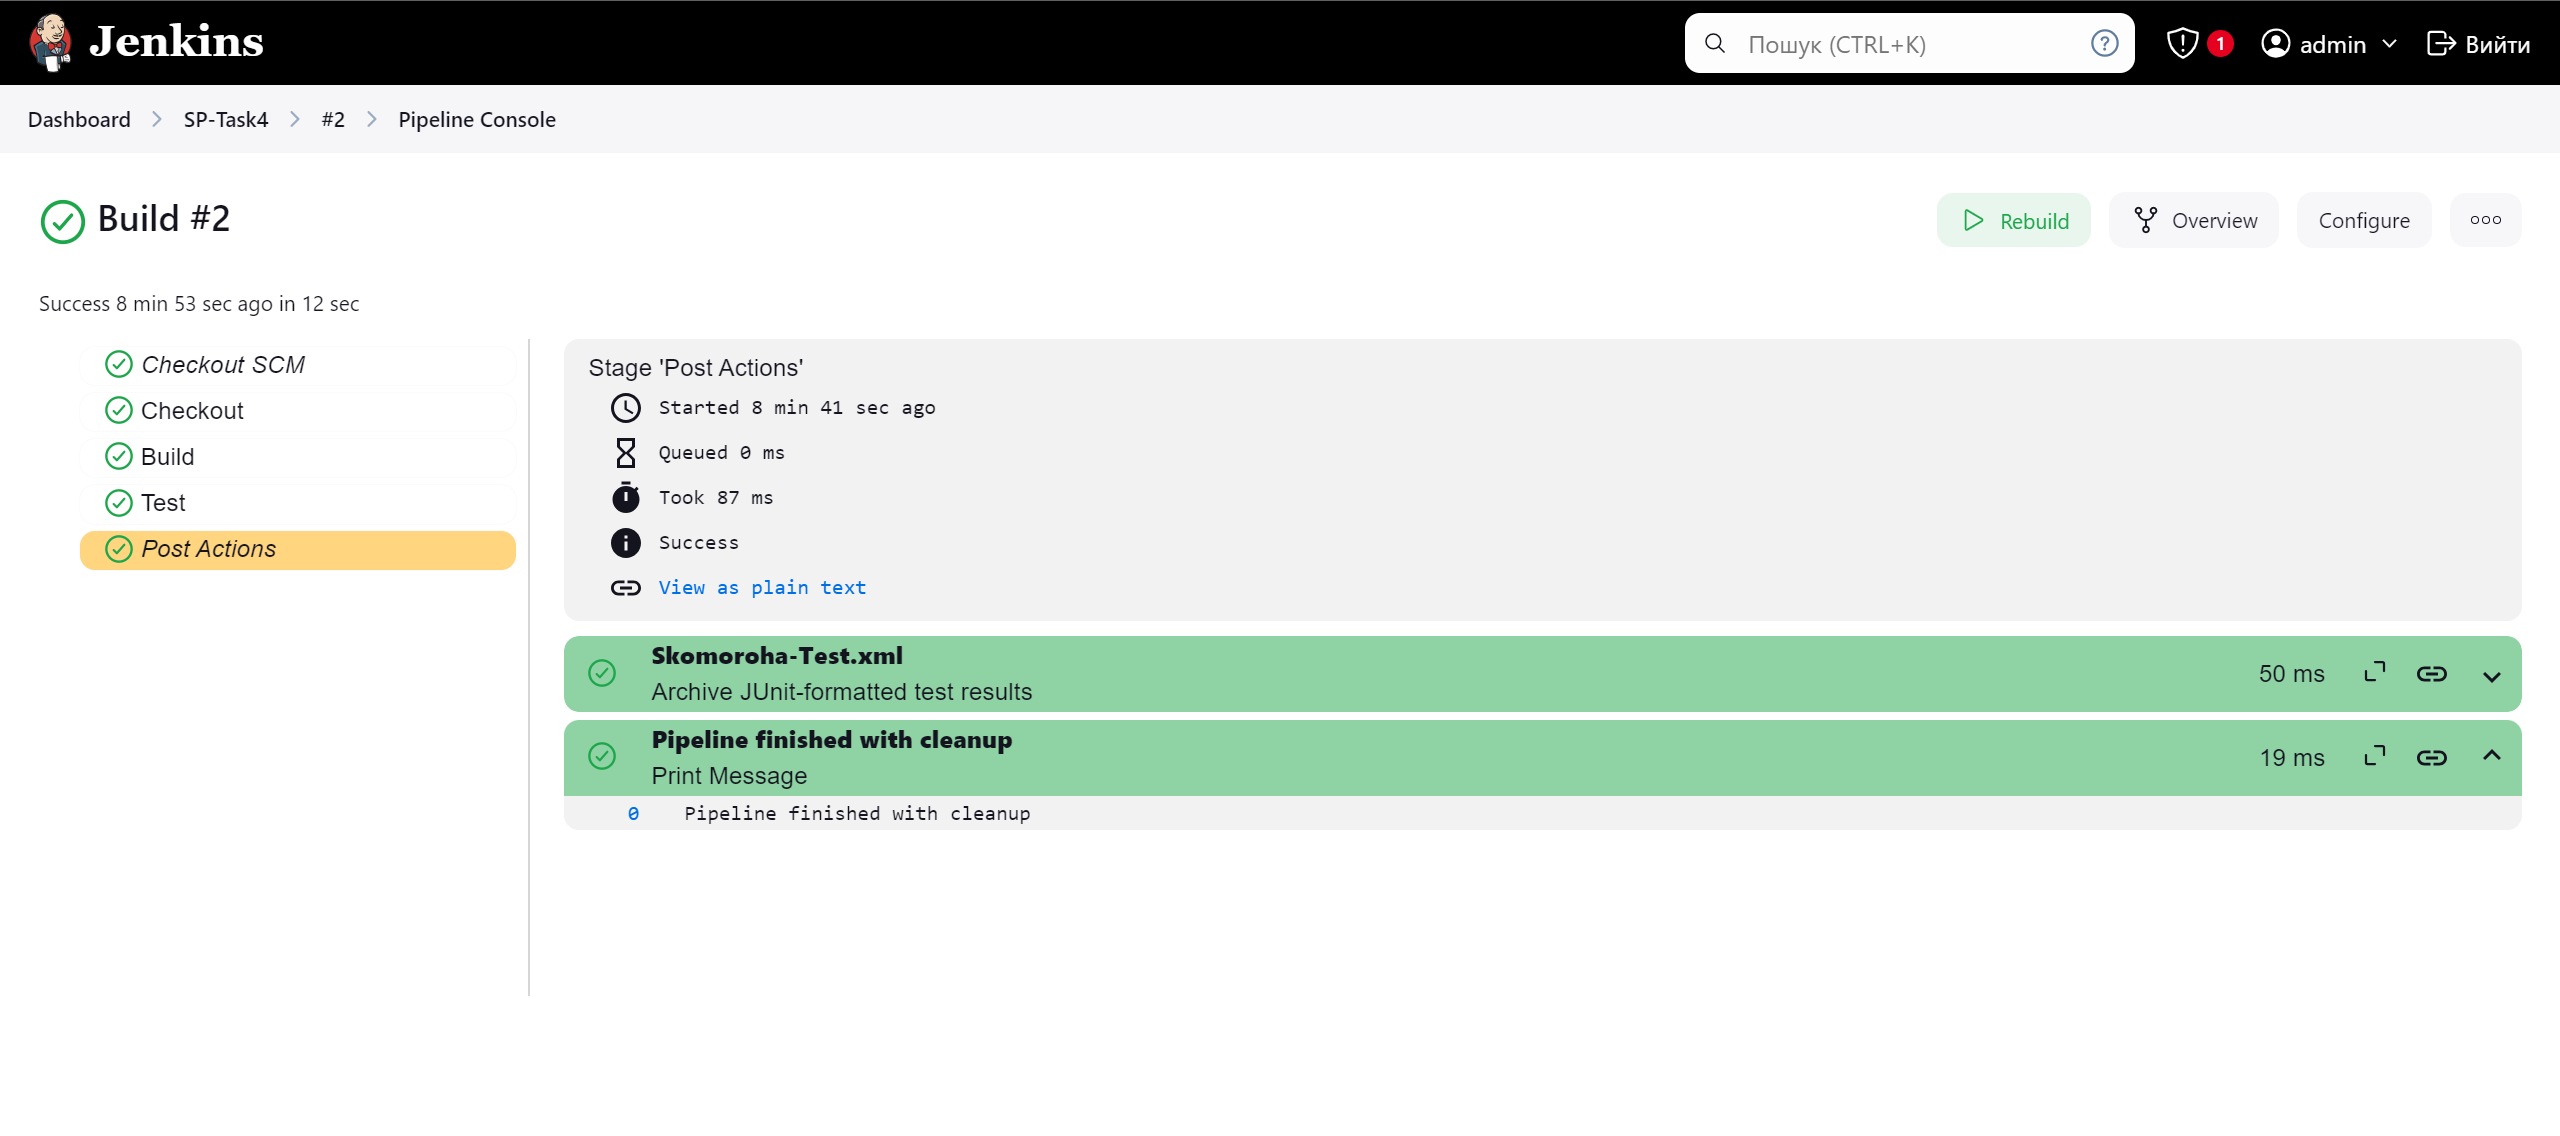 Jenkins
Пошук (CTRL+K)
1
admin
Выйти
Dashboard
SP-Task4
#2
Pipeline Console
Build #2
Rebuild
Overview
Configure
Success 8 min 53 sec ago in 12 sec
Checkout SCM
Checkout
Build
Test
Post Actions
Stage 'Post Actions'
Started 8 min 41 sec ago
Queued 0 ms
Took 87 ms
Success
View as plain text
Skomoroha-Test.xml
Archive JUnit-formatted test results
50 ms
Pipeline finished with cleanup
Print Message
19 ms
0 Pipeline finished with cleanup